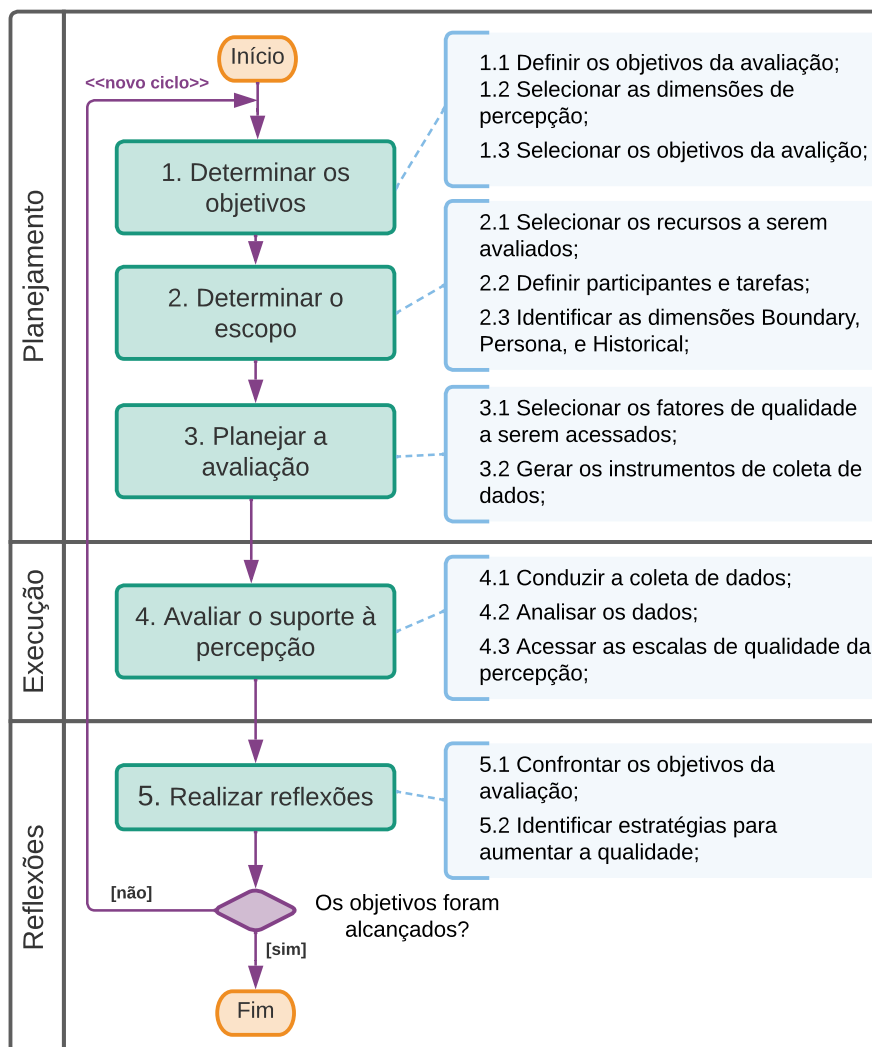 Início
<<novo ciclo>>
Planejamento
1. Determinar os
objetivos
1.1 Definir os objetivos da avaliação;
1.2 Selecionar as dimensões de
percepção;
1.3 Selecionar os objetivos da avalição;
2. Determinar o
escopo
2.1 Selecionar os recursos a serem
avaliados;
2.2 Definir participantes e tarefas;
2.3 Identificar as dimensões Boundary,
Persona, e Historical;
3. Planejar a
avaliação
3.1 Selecionar os fatores de qualidade
a serem acessados;
3.2 Gerar os instrumentos de coleta de
dados;
Execução
4. Avaliar o suporte à
percepção
4.1 Conduzir a coleta de dados;
4.2 Analisar os dados;
4.3 Acessar as escalas de qualidade da
percepção;
Reflexões
5. Realizar reflexões
5.1 Confrontar os objetivos da
avaliação;
5.2 Identificar estratégias para
aumentar a qualidade;
[não]
Os objetivos foram
alcançados?
[sim]
Fim